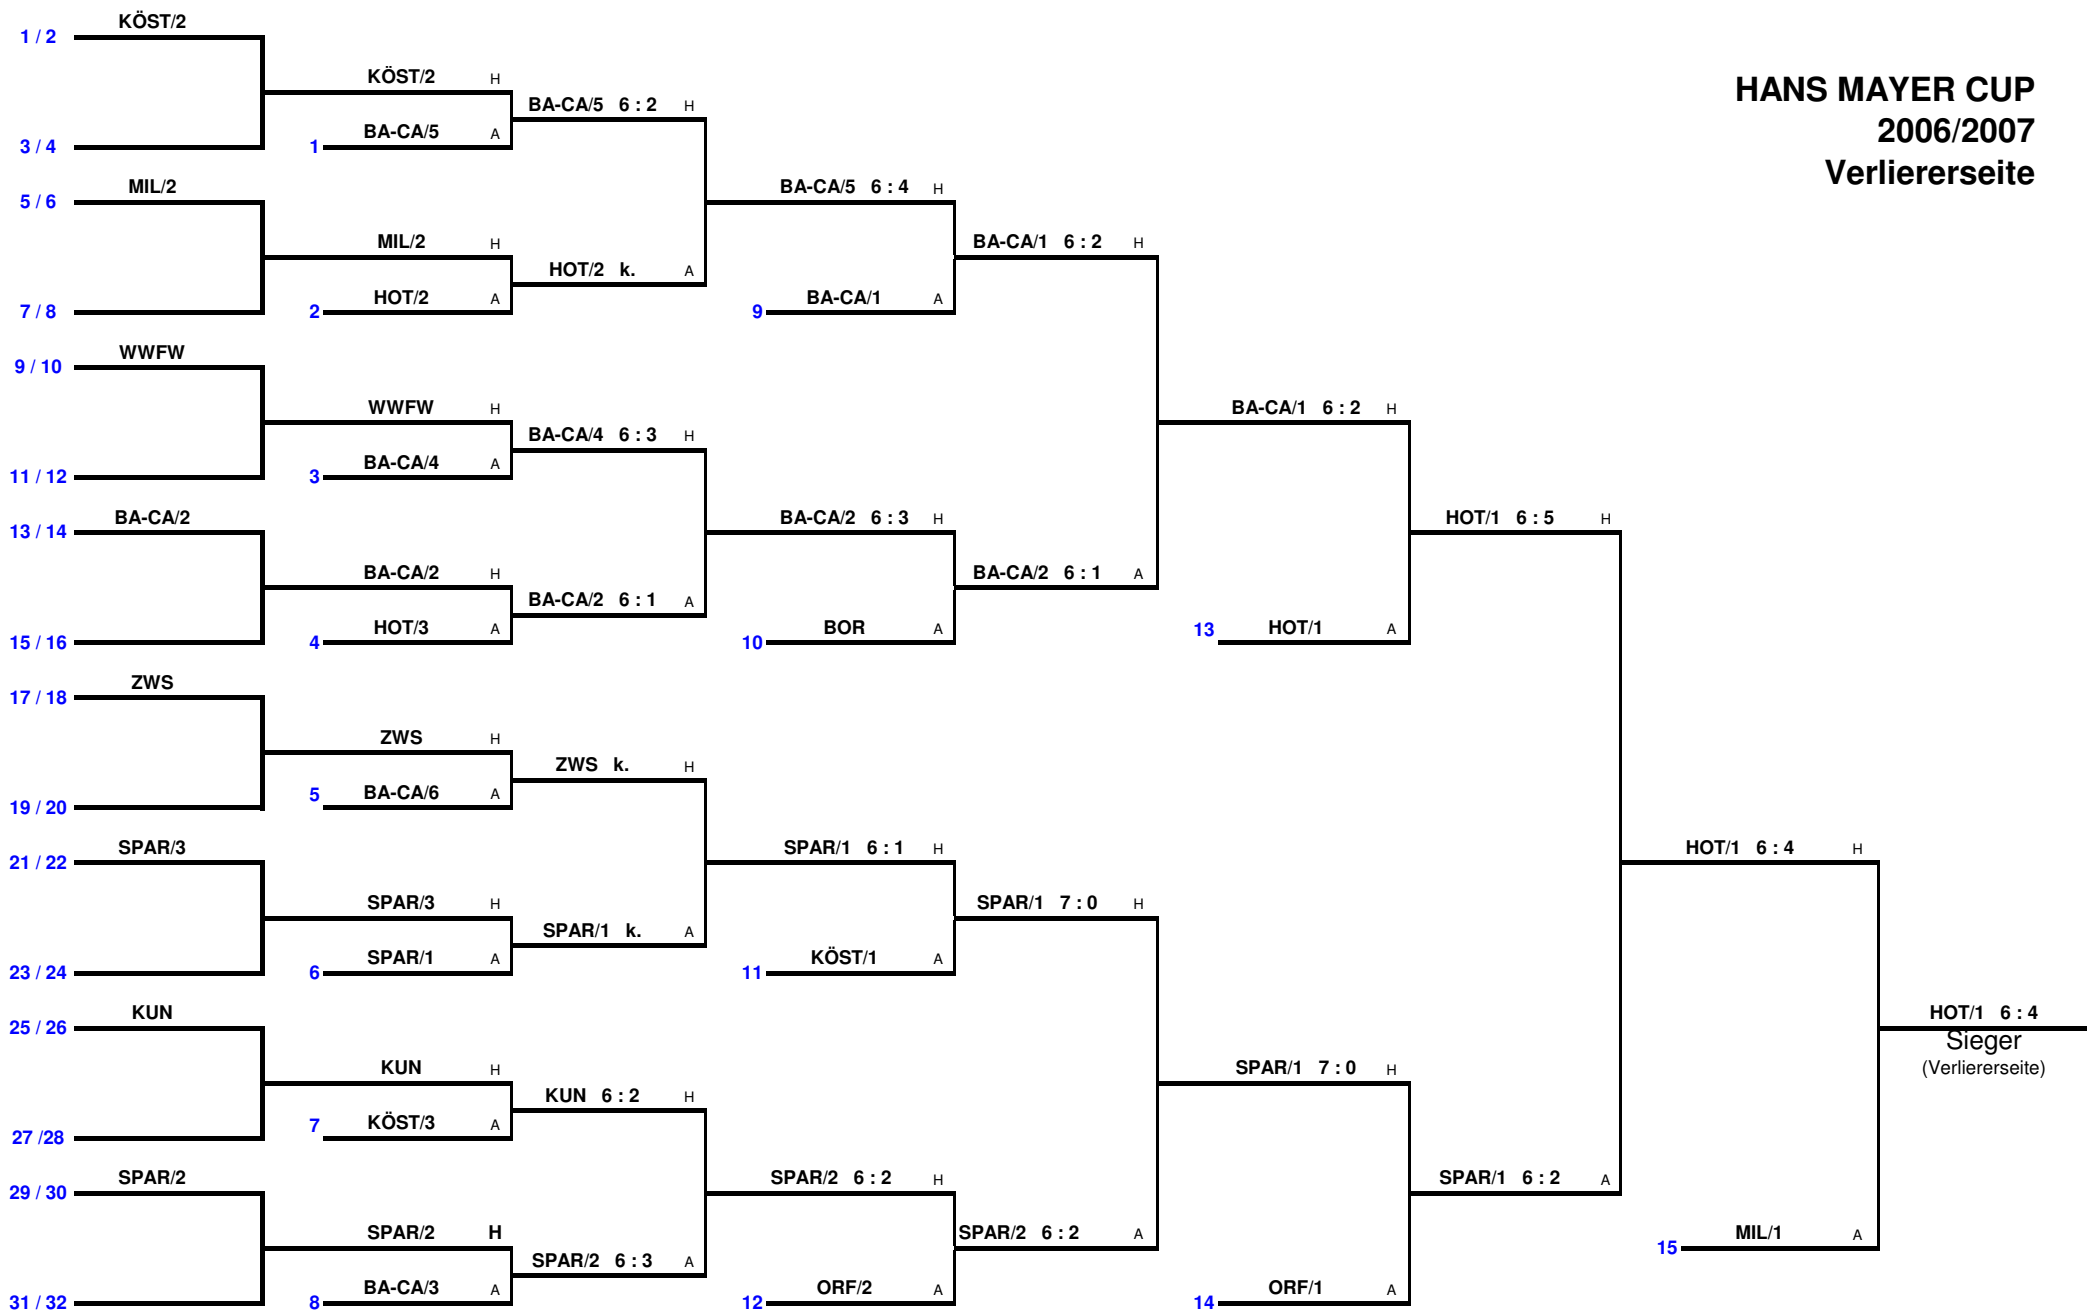 HANS MAYER CUP
2006/2007
Verliererseite
KÖST/2
1 / 2
KÖST/2 H
BA-CA/5 6 : 2 H
BA-CA/5 A
3 / 4
1
MIL/2
BA-CA/5 6 : 4 H
5 / 6
MIL/2 H
BA-CA/1 6 : 2 H
HOT/2 k. A
HOT/2 A
BA-CA/1 A
7 / 8
2
9
WWFW
9 / 10
WWFW H
BA-CA/1 6 : 2 H
BA-CA/4 6 : 3 H
BA-CA/4 A
11 / 12
3
BA-CA/2
BA-CA/2 6 : 3 H
HOT/1 6 : 5 H
13 / 14
BA-CA/2 H
BA-CA/2 6 : 1 A
BA-CA/2 6 : 1 A
HOT/3 A
BOR A
HOT/1 A
15 / 16
4
10
13
ZWS
17 / 18
ZWS H
ZWS k. H
BA-CA/6 A
19 / 20
5
SPAR/3
SPAR/1 6 : 1 H
HOT/1 6 : 4 H
21 / 22
SPAR/3 H
SPAR/1 7 : 0 H
SPAR/1 k. A
SPAR/1 A
KÖST/1 A
23 / 24
6
11
KUN
HOT/1 6 : 4
25 / 26
Sieger
(Verliererseite)
KUN H
SPAR/1 7 : 0 H
KUN 6 : 2 H
KÖST/3 A
27 /28
7
SPAR/2
SPAR/2 6 : 2 H
SPAR/1 6 : 2 A
29 / 30
SPAR/2 H
SPAR/2 6 : 2 A
MIL/1 A
15
SPAR/2 6 : 3 A
BA-CA/3 A
ORF/2 A
ORF/1 A
31 / 32
8
12
14